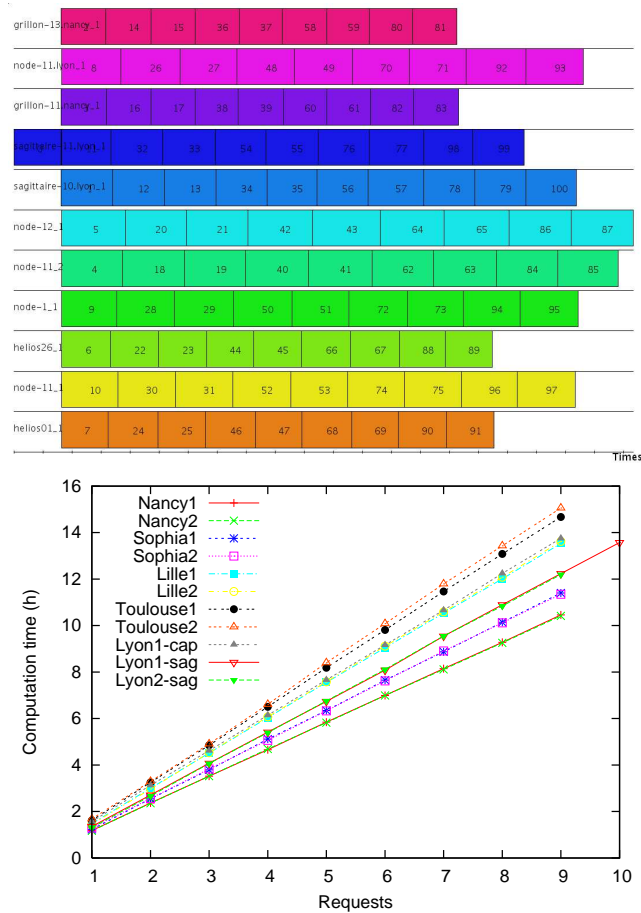 grillon-13.nancy_1 14 15 36 37 58 59 80 81
node-11.lyon_1 8 26 27 48 49 70 71 92 93
grillon-11.nancy_1 16 17 38 39 60 61 82 83
sagittaire-11.lyon_1 32 33 54 55 76 77 98 99
sagittaire-10.lyon_1 1 12 13 34 35 56 57 78 79 100
node-12_1 5 20 21 42 43 64 65 86 87
node-11_2 4 18 19 40 41 62 63 84 85
node-1_1 9 28 29 50 51 72 73 94 95
helios26_1 6 22 23 44 45 66 67 88 89
node-11_1 10 30 31 52 53 74 75 96 97
helios01_1 7 24 25 46 47 68 69 90 91
Times
16
14
12
10
8
6
4
2
0
Computation time (h)
Nancy1
Nancy2
Sophia1
Sophia2
Lille1
Lille2
Toulouse1
Toulouse2
Lyon1-cap
Lyon1-sag
Lyon2-sag
1 2 3 4 5 6 7 8 9 10
Requests